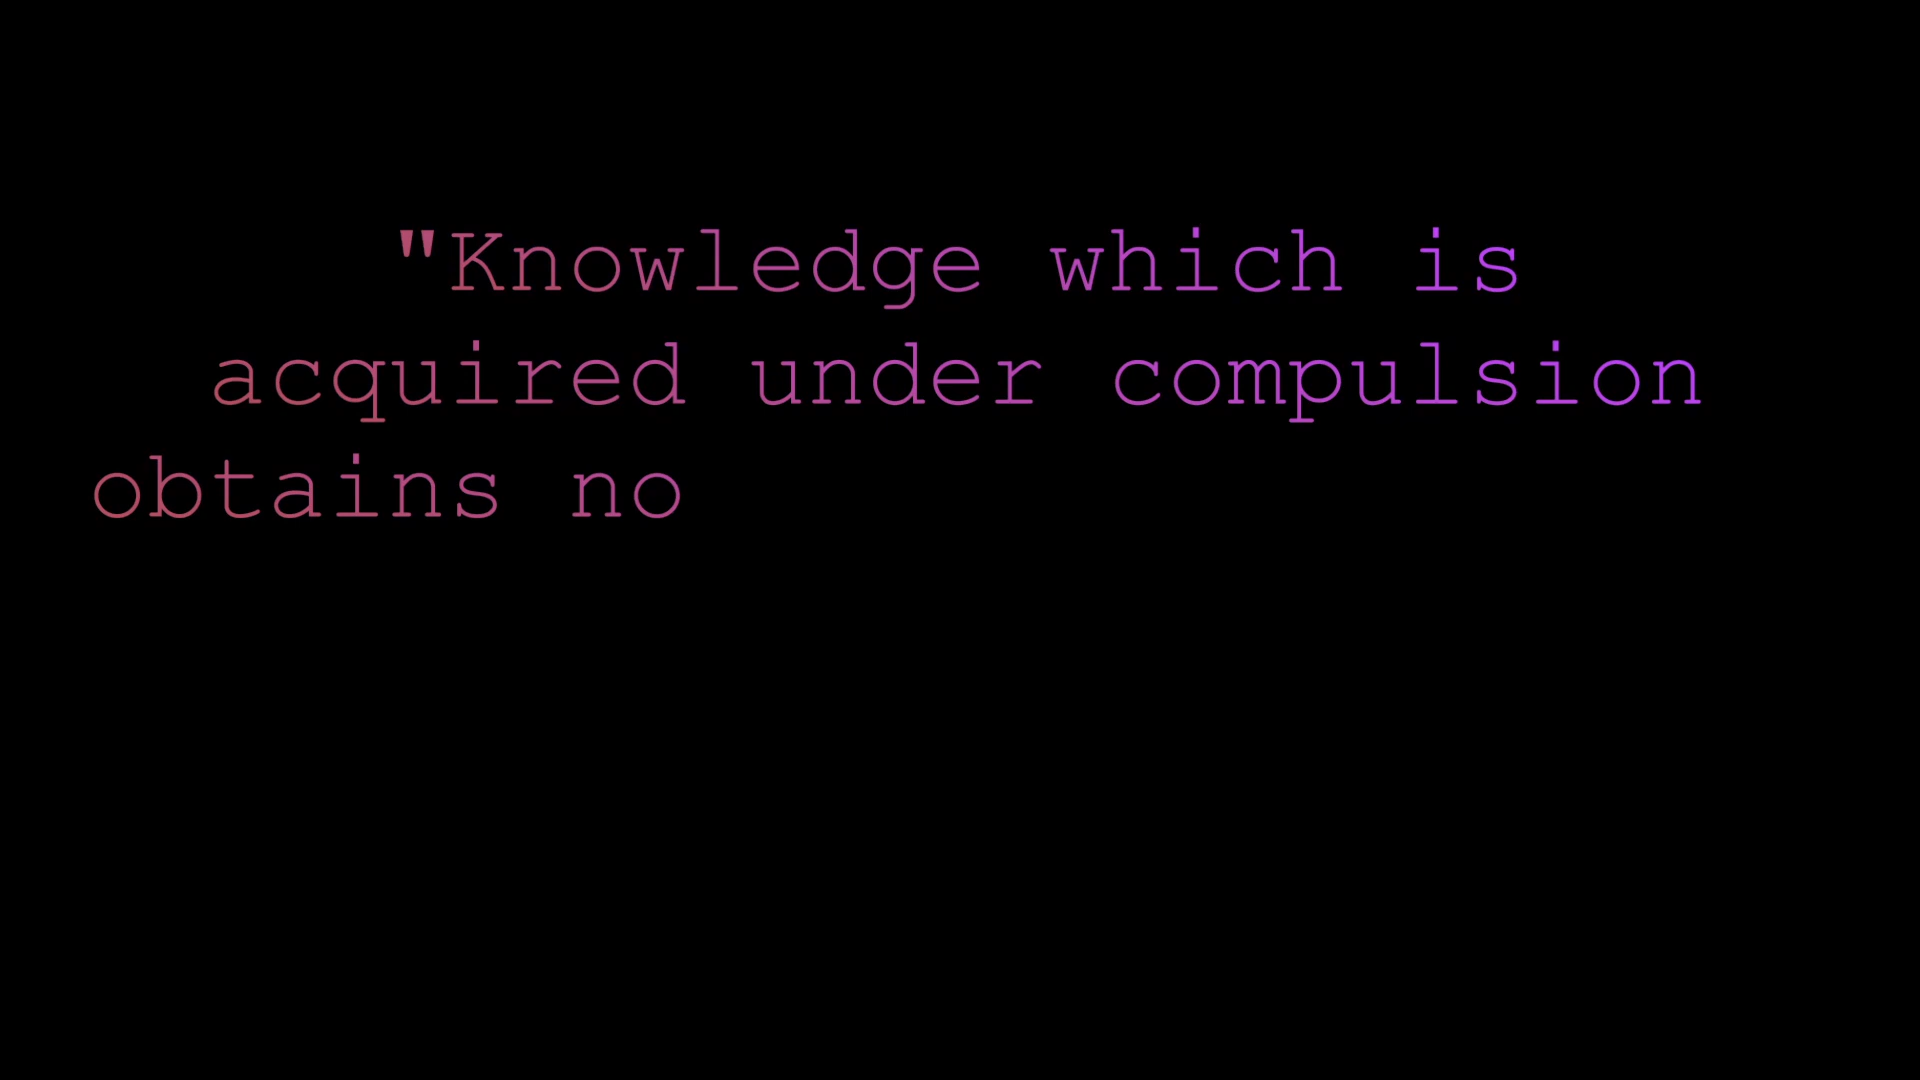 "Knowledge which is
acquired under compulsion
obtains no